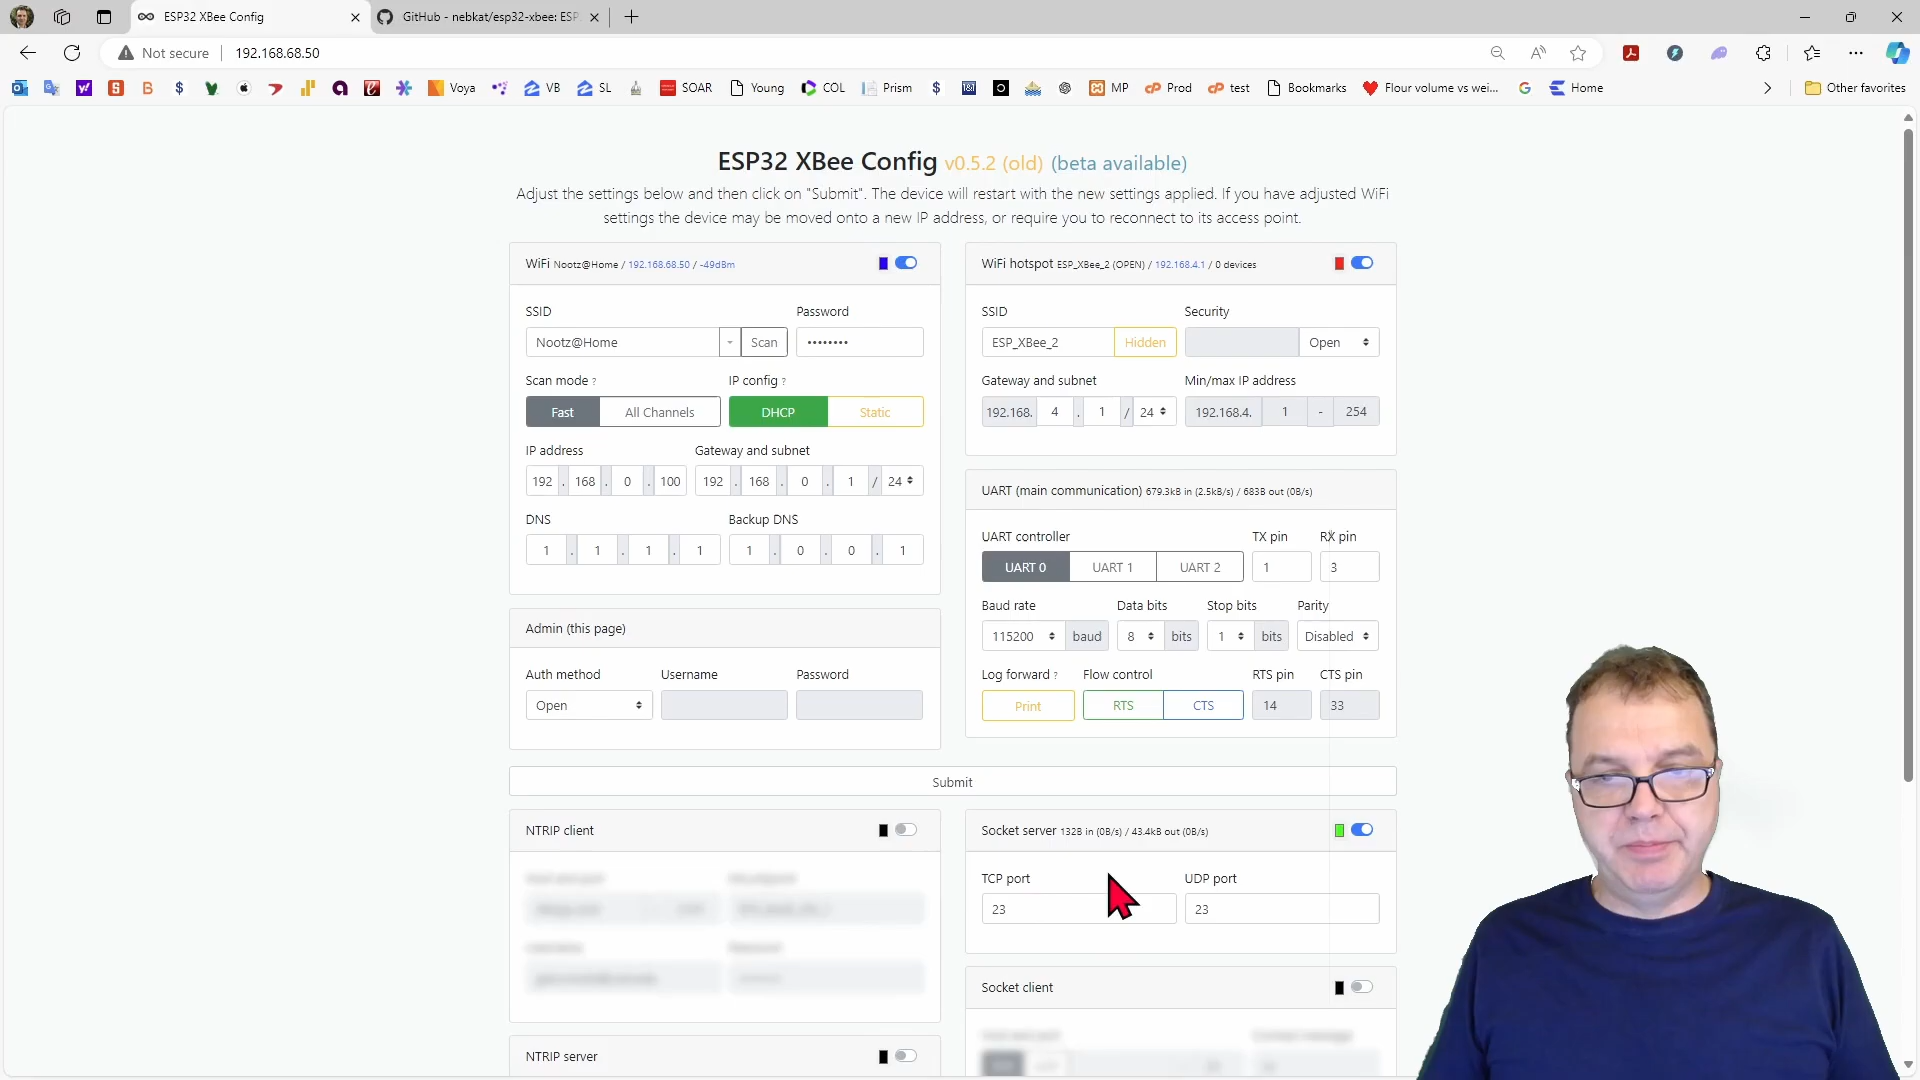 ESP32 XBee Config
GitHub - nebkat/esp32-xbee: ESP
Not secure
192.168.68.50
Voya
VB
SL
SOAR
Young
COL
Prism
MP
Prod
test
Bookmarks
Flour volume vs wei...
Home
Other favorites
ESP32 XBee Config v0.5.2 (old) (beta available)
Adjust the settings below and then click on "Submit". The device will restart with the new settings applied. If you have adjusted WiFi
settings the device may be moved onto a new IP address, or require you to reconnect to its access point.
WiFi Nootz@Home / 192.168.68.50 / -49dBm
SSID
Password
Nootz@Home
Scan
••••••••
Scan mode ?
IP config ?
Fast
All Channels
DHCP
Static
IP address
Gateway and subnet
192 . 168 . 0 . 100
192 . 168 . 0 . 1 / 24
DNS
Backup DNS
1 . 1 . 1 . 1
1 . 0 . 0 . 1
Admin (this page)
Auth method
Username
Password
Open
WiFi hotspot ESP_XBee_2 (OPEN) / 192.168.4.1 / 0 devices
SSID
Security
ESP_XBee_2
Hidden
Open
Gateway and subnet
Min/max IP address
192.168. 4 . 1 / 24
192.168.4. 1 - 254
UART (main communication) 679.3kB in (2.5kB/s) / 683B out (0B/s)
UART controller
TX pin
RX pin
UART 0
UART 1
UART 2
1
3
Baud rate
Data bits
Stop bits
Parity
115200 baud
8 bits
1 bits
Disabled
Log forward ?
Flow control
RTS pin
CTS pin
Print
RTS
CTS
14
33
Submit
NTRIP client
NTRIP server
Socket server 132B in (0B/s) / 43.4kB out (0B/s)
TCP port
UDP port
23
23
Socket client